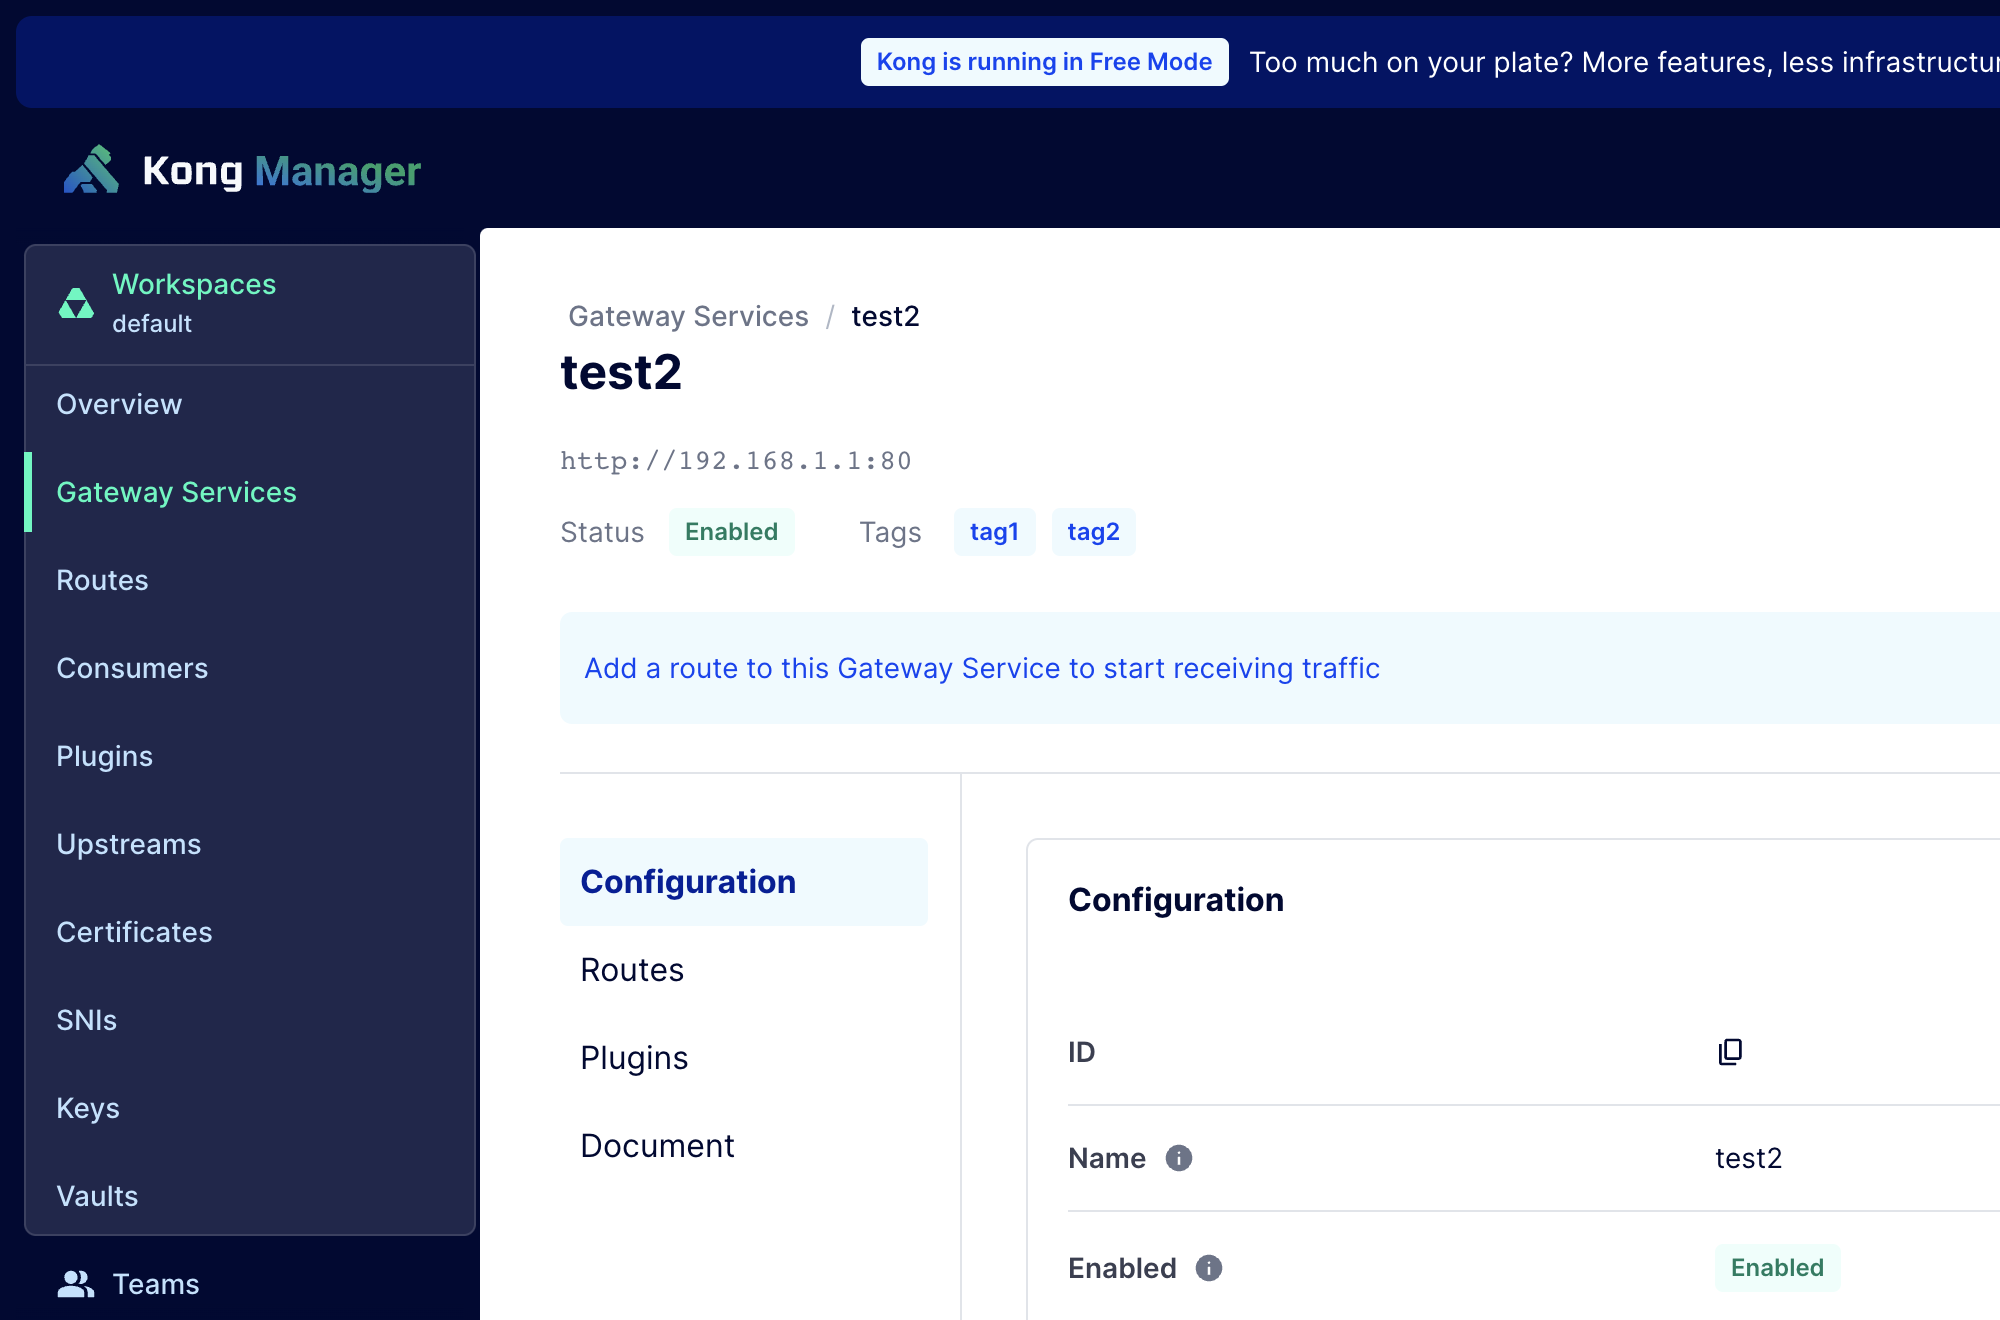 Kong is running in Free Mode Too much on your plate? More features, less
Kong Manager
Workspaces
default
Overview
Gateway Services
Routes
Consumers
Plugins
Upstreams
Certificates
SNIs
Keys
Vaults
Teams
Gateway Services / test2
test2
http://192.168.1.1:80
Status Enabled Tags tag1 tag2
Add a route to this Gateway Service to start receiving traffic
Configuration
Routes
Plugins
Document
Configuration
ID
Name test2
Enabled Enabled